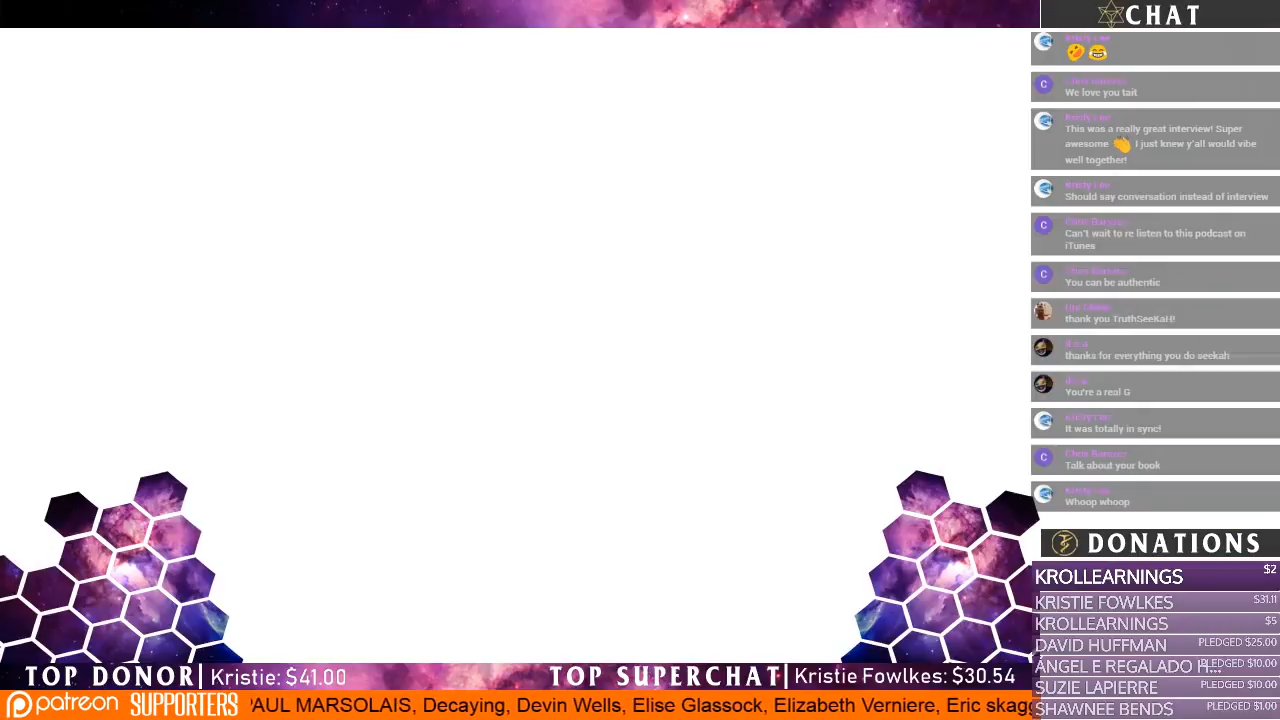 CHAT
We love you tait
This was a really great interview! Super
awesome 👏 I just knew y'all would vibe
well together!
Should say conversation instead of interview
Can't wait to re listen to this podcast on
iTunes
You can be authentic
thank you TruthSeeKaH!
thanks for everything you do seekah
You're a real G
It was totally in sync!
Talk about your book
Whoop whoop
DONATIONS
KROLLEARNINGS $2
KRISTIE FOWLKES $31.11
KROLLEARNINGS $5
DAVID HUFFMAN PLEDGED $25.00
ANGEL E REGALADO PLEDGED $10.00
SUZIE LAPIERRE PLEDGED $10.00
SHAWNEE BENDS PLEDGED $1.00
TOP DONOR| Kristie: $41.00
TOP SUPERCHAT| Kristie Fowlkes: $30.54
patreon SUPPORTERS PAUL MARSOLAIS, Decaying, Devin Wells, Elise Glassock, Elizabeth Verniere, Eric skagg